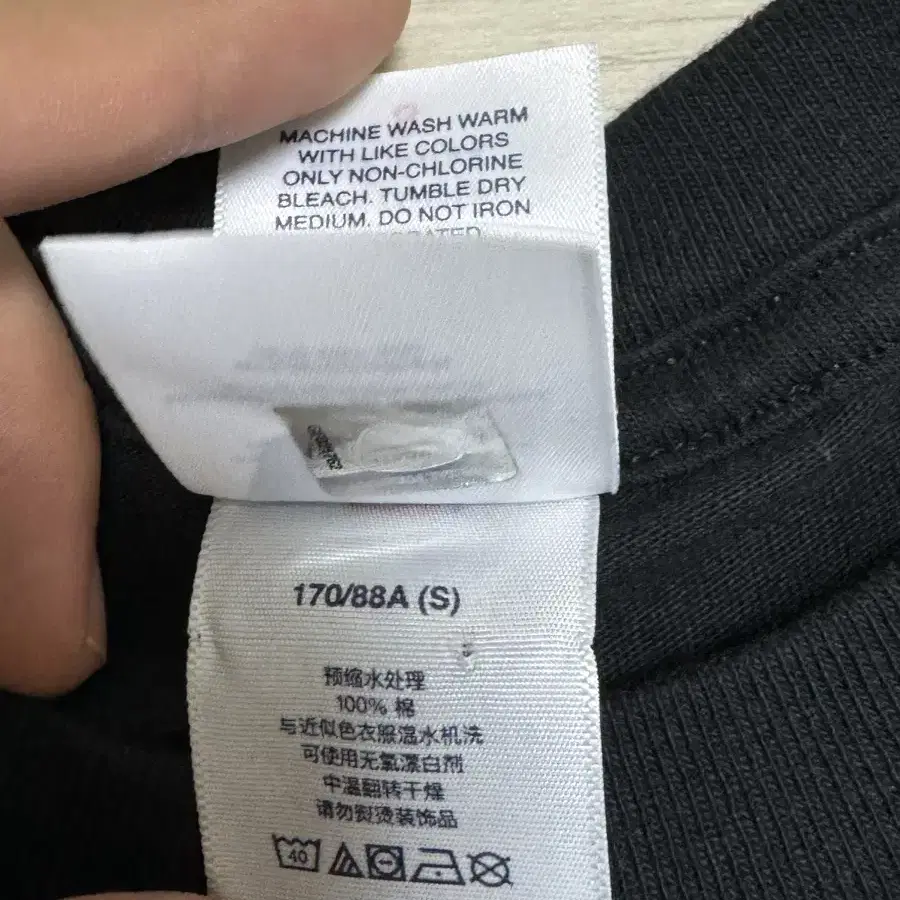 MACHINE WASH WARM
WITH LIKE COLORS
ONLY NON-CHLORINE
BLEACH. TUMBLE DRY
MEDIUM. DO NOT IRON
170/88A (S)
预缩水处理
100% 棉
与近似色衣服温水机洗
可使用无氧漂白剂
中温翻转干燥
请勿熨烫装饰品
40